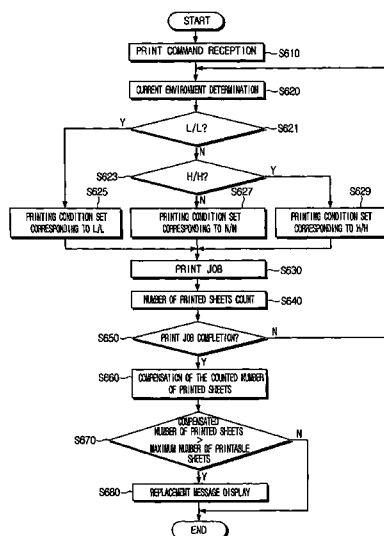 START
PRINT COMMAND RECEPTION
S610
CURRENT ENVIRONMENT DETERMINATION
S620
Y
L/L?
S621
N
S623
H/H?
Y
N
S625
S627
S629
PRINTING CONDITION SET
CORRESPONDING TO L/L
PRINTING CONDITION SET
CORRESPONDING TO N/N
PRINTING CONDITION SET
CORRESPONDING TO H/H
PRINT JOB
S630
NUMBER OF PRINTED SHEETS COUNT
S640
S650
PRINT JOB COMPLETION?
N
Y
S660
COMPENSATION OF THE COUNTED NUMBER
OF PRINTED SHEETS
S670
COMPENSATED
NUMBER OF PRINTED SHEETS
>
MAXIMUM NUMBER OF PRINTABLE
SHEETS
N
Y
S680
REPLACEMENT MESSAGE DISPLAY
END